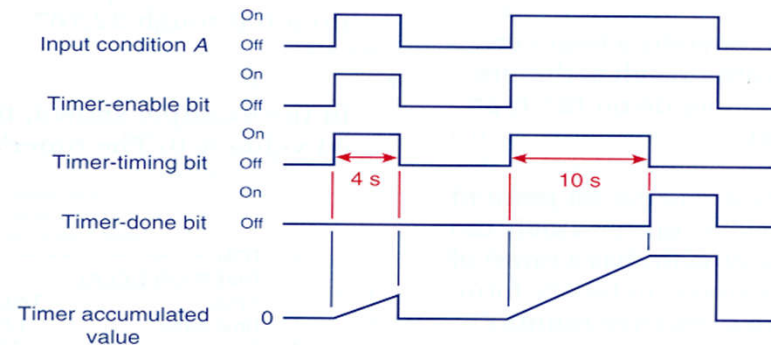 On
Input condition A Off
On
Timer-enable bit Off
On
Timer-timing bit Off
4 s 10 s
On
Timer-done bit Off
Timer accumulated 0
value